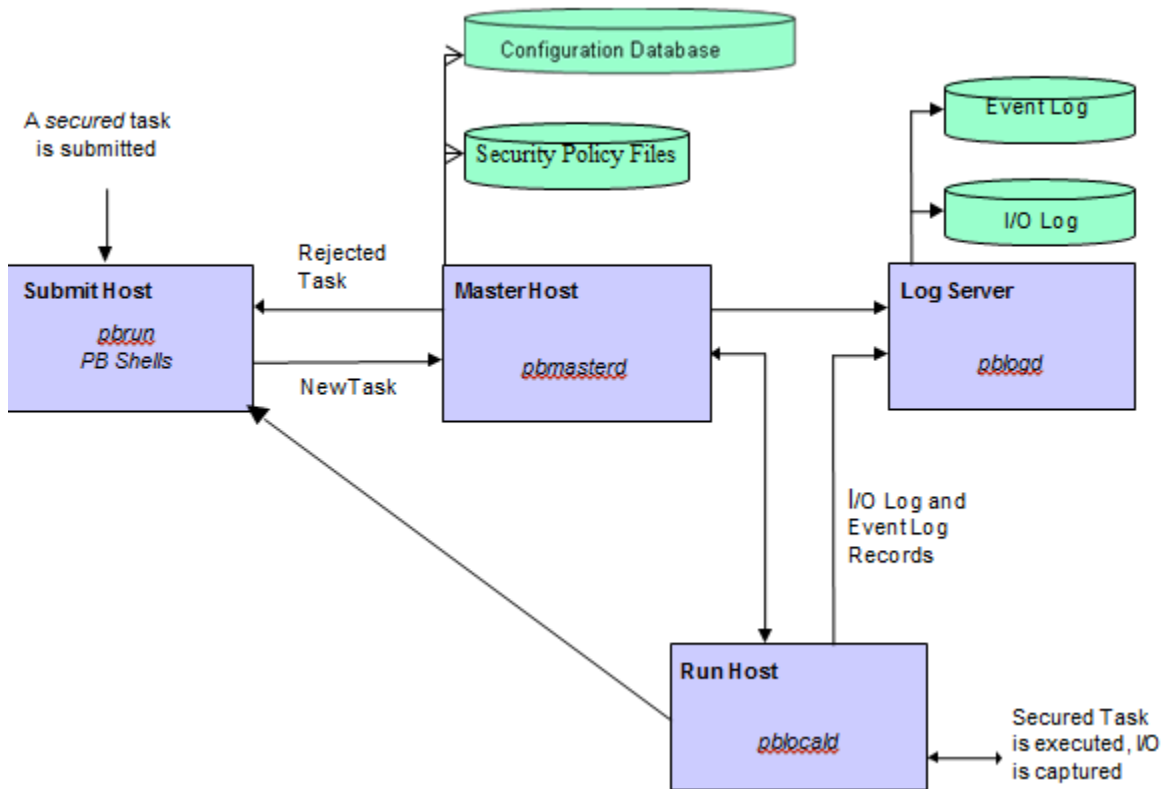 Configuration Database
Event Log
A secured task
is submitted
Security Policy Files
I/O Log
Rejected
Task
Submit Host
pbrun
PB Shells
Master Host
pbmasterd
Log Server
pblogd
New Task
I/O Log and
Event Log
Records
Run Host
pblocald
Secured Task
is executed, I/O
is captured